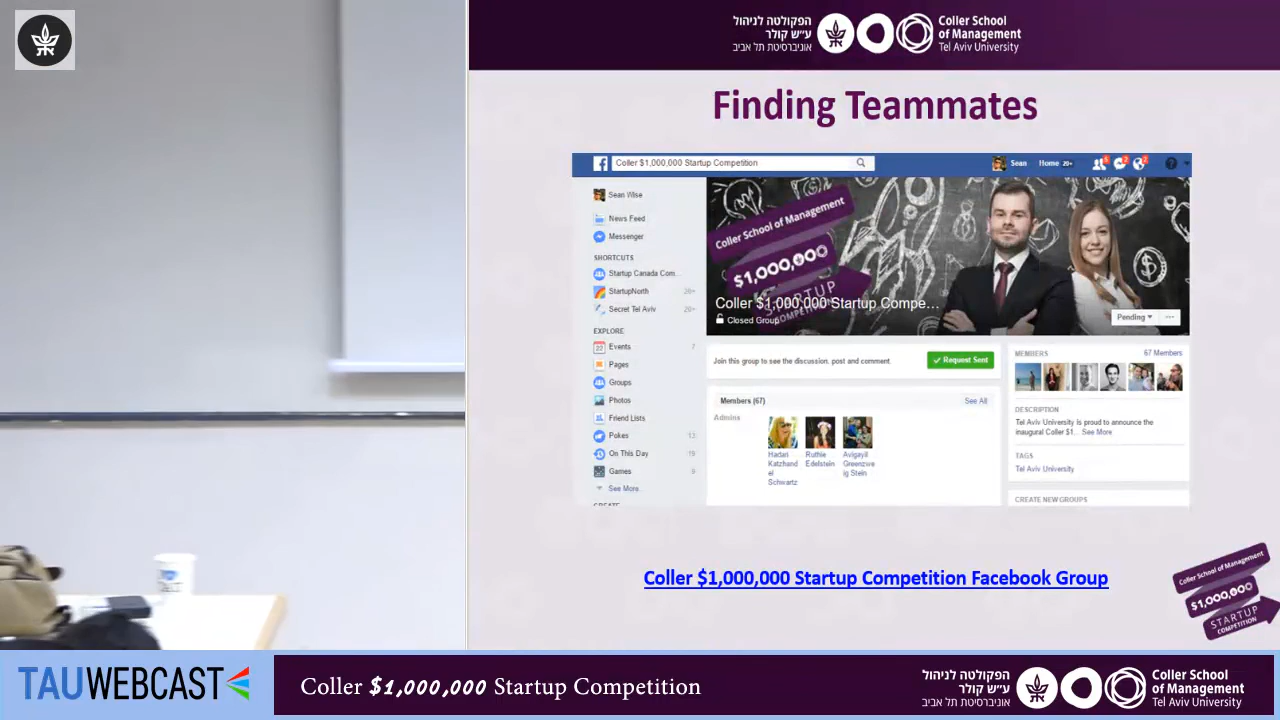 הפקולטה לניהול
ע״ש קולר
אוניברסיטת תל אביב
Coller School
of Management
Tel Aviv University
Finding Teammates
Coller $1,000,000 Startup Competition
Sean
Home 29+
Sean Wise
News Feed
Messenger
SHORTCUTS
Startup Canada Com...
StartupNorth 20+
Secret Tel Aviv 20+
EXPLORE
Events 7
Pages
Groups
Photos
Friend Lists
Pokes 13
On This Day 19
Games 9
See More..
Coller School of Management
$1,000,000
STARTUP
COMPETITION
Coller $1,000,000 Startup Compe...
Closed Group
Pending
Join this group to see the discussion, post and comment.
Request Sent
Members (67)
See All
Admins
Hadari Katzhand el Schwartz
Ruthie Edelstein
Avigayil Greenzwe ig Stein
MEMBERS
67 Members
DESCRIPTION
Tel Aviv University is proud to announce the
inaugural Coller $1... See More
TAGS
Tel Aviv University
CREATE NEW GROUPS
Coller $1,000,000 Startup Competition Facebook Group
Coller School of Management
$1,000,000
STARTUP
COMPETITION
TAUWEBCAST
Coller $1,000,000 Startup Competition
הפקולטה לניהול
ע״ש קולר
אוניברסיטת תל אביב
Coller School
of Management
Tel Aviv University